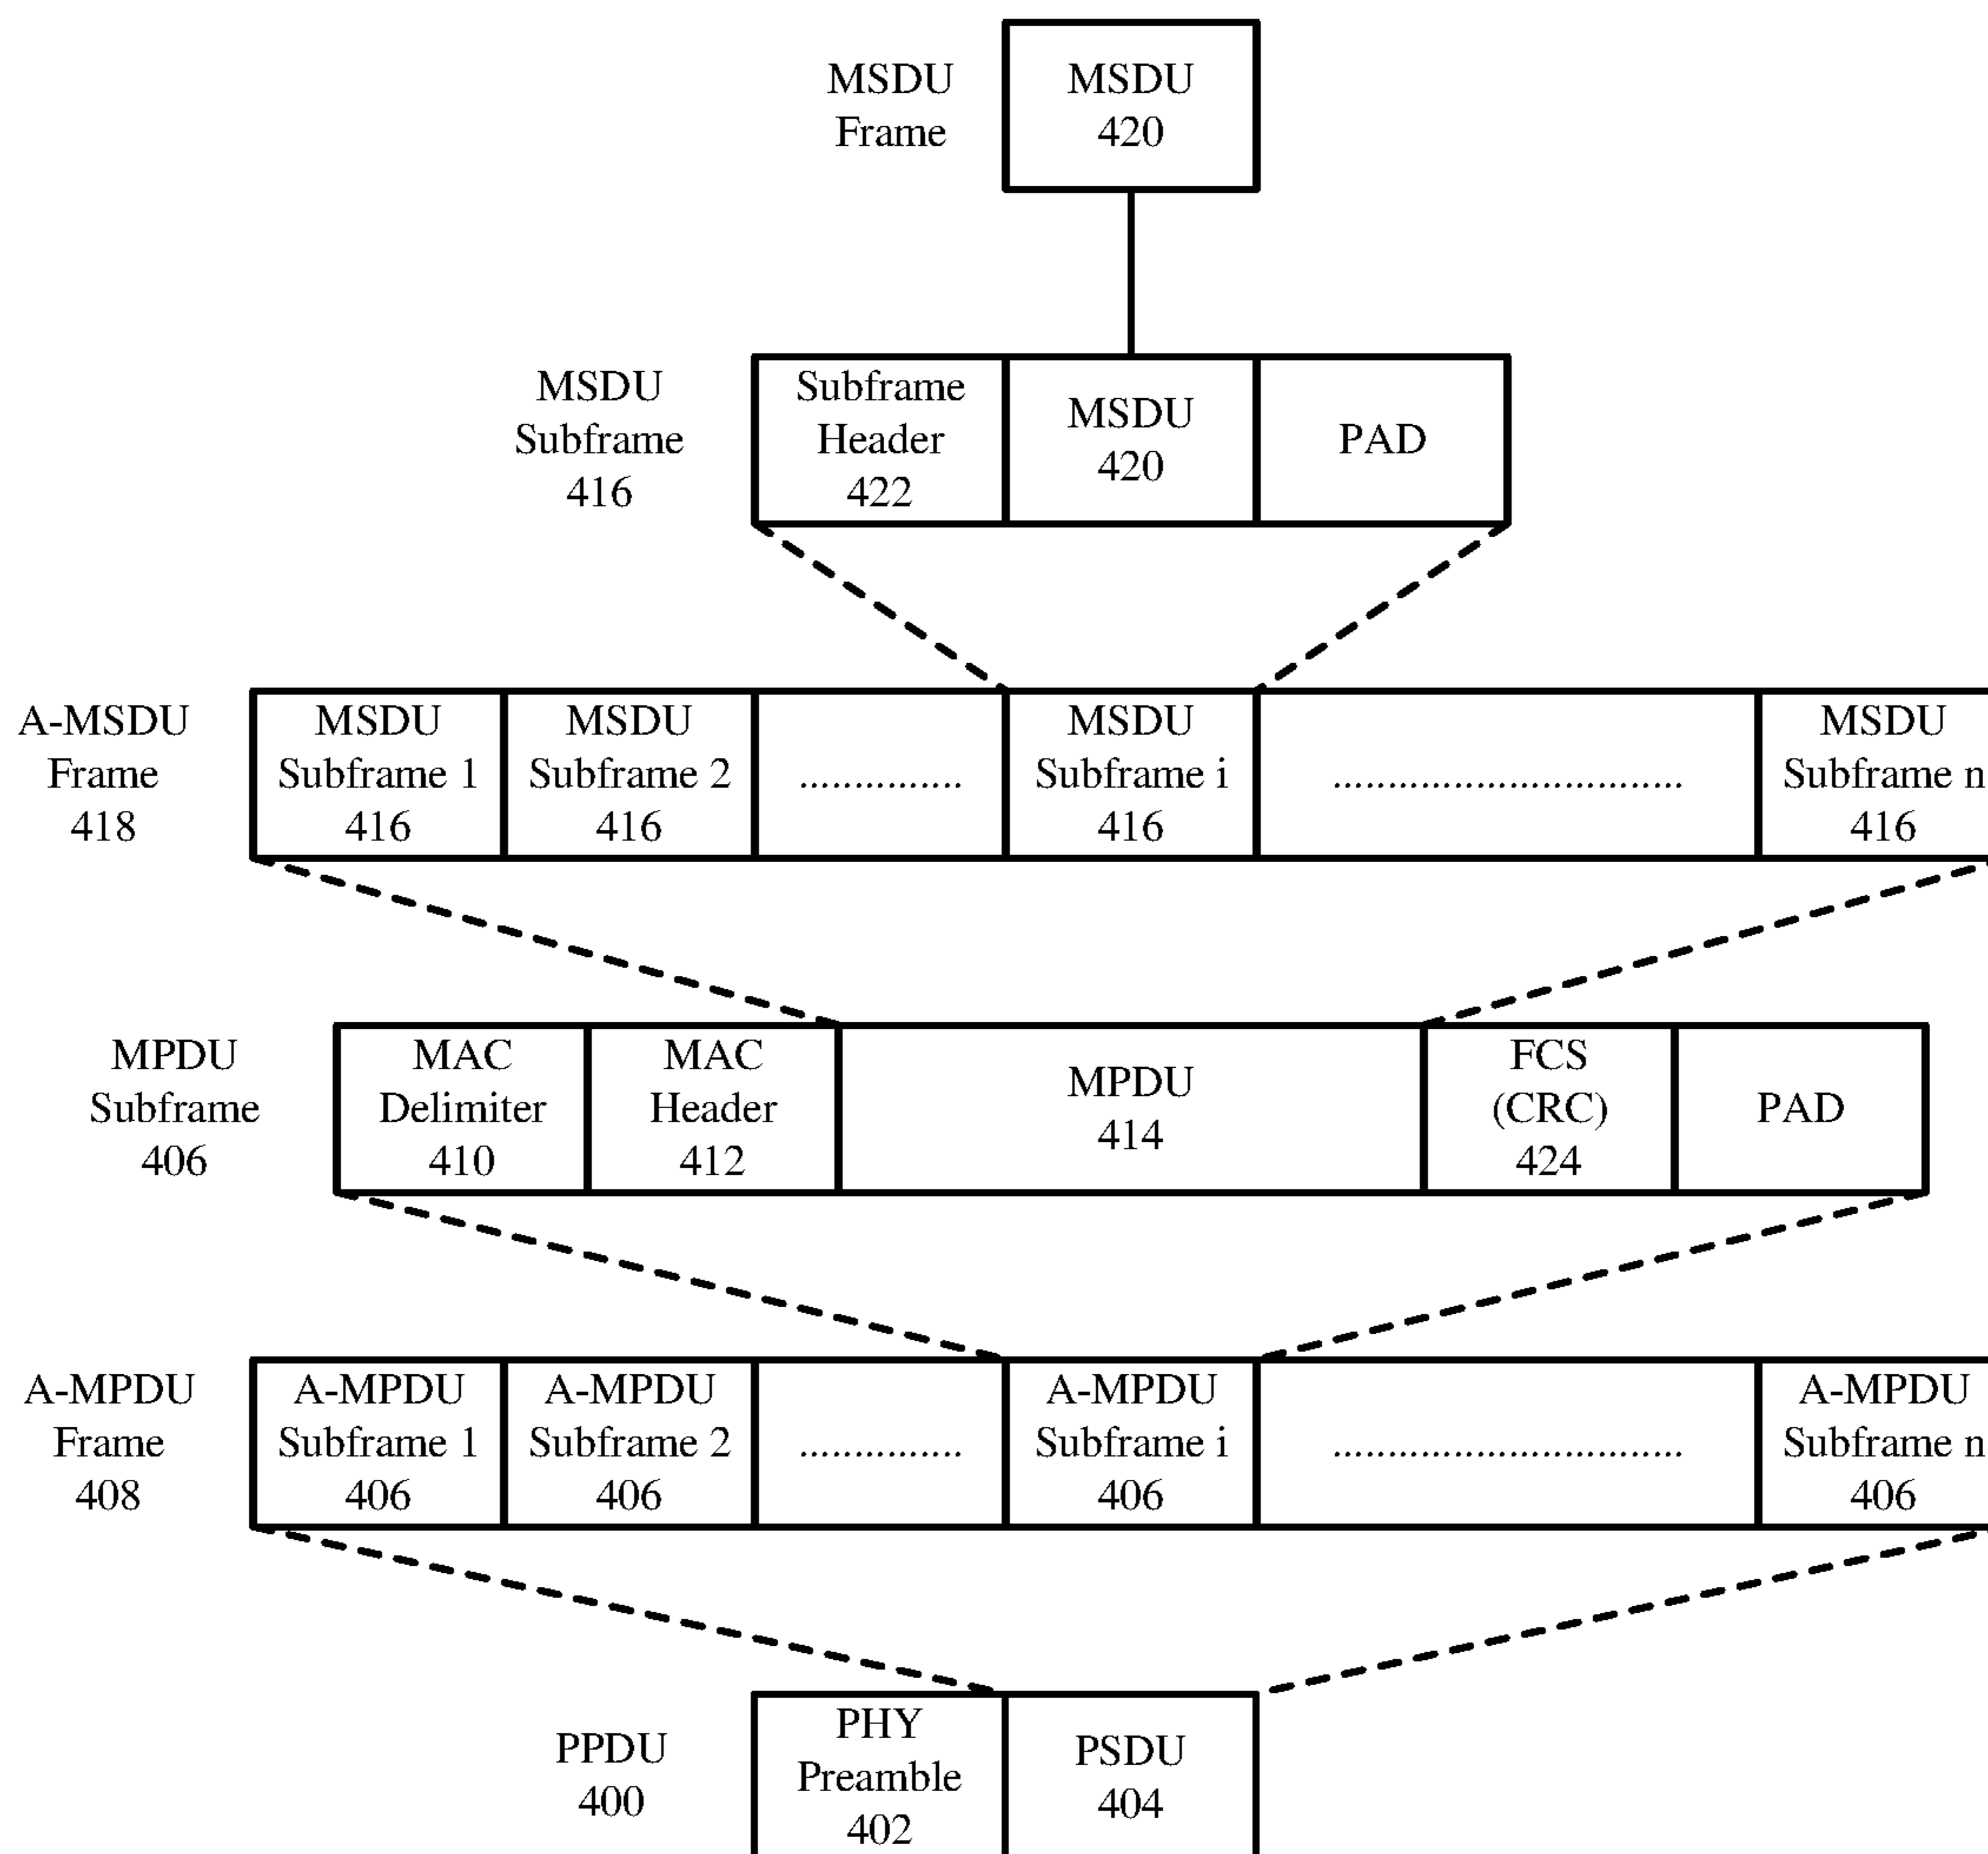 MSDU
Frame
MSDU
420
MSDU
Subframe
416
Subframe
Header
422
MSDU
420
PAD
A-MSDU
Frame
418
MSDU
Subframe 1
416
MSDU
Subframe 2
416
...............
MSDU
Subframe i
416
................................
MSDU
Subframe n
416
MPDU
Subframe
406
MAC
Delimiter
410
MAC
Header
412
MPDU
414
FCS
(CRC)
424
PAD
A-MPDU
Frame
408
A-MPDU
Subframe 1
406
A-MPDU
Subframe 2
406
...............
A-MPDU
Subframe i
406
................................
A-MPDU
Subframe n
406
PPDU
400
PHY
Preamble
402
PSDU
404